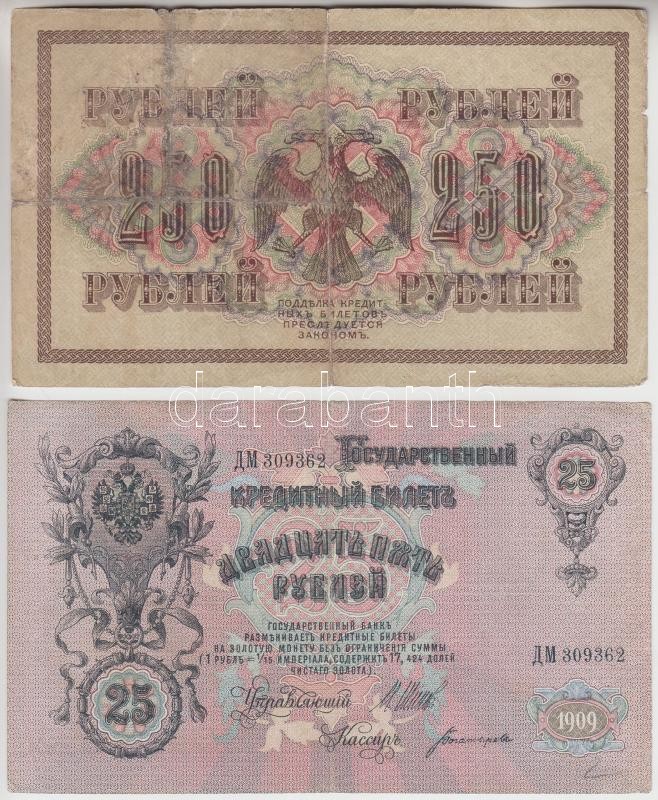 РУБЛЕЙ РУБЛЕЙ
250 250
РУБЛЕЙ РУБЛЕЙ
ПОДДѢЛКА КРЕДИТ-
НЫХЪ БИЛЕТОВЪ
ПРЕСЛѢДУЕТСЯ
ЗАКОНОМЪ.
darabanth
ДМ 309362 ГОСУДАРСТВЕННЫЙ
25
КРЕДИТНЫЙ БИЛЕТЪ
ДВАДЦАТЬ ПЯТЬ
РУБЛЕЙ
ГОСУДАРСТВЕННЫЙ БАНКЪ
РАЗМѢНИВАЕТЪ КРЕДИТНЫЕ БИЛЕТЫ
НА ЗОЛОТУЮ МОНЕТУ БЕЗЪ ОГРАНИЧЕНІЯ СУММЫ
(1 РУБЛЬ = 1/15 ИМПЕРІАЛА, СОДЕРЖИТЪ 17,424 ДОЛЕЙ
ЧИСТАГО ЗОЛОТА).
ДМ 309362
25
Управляющій
Кассиръ
1909